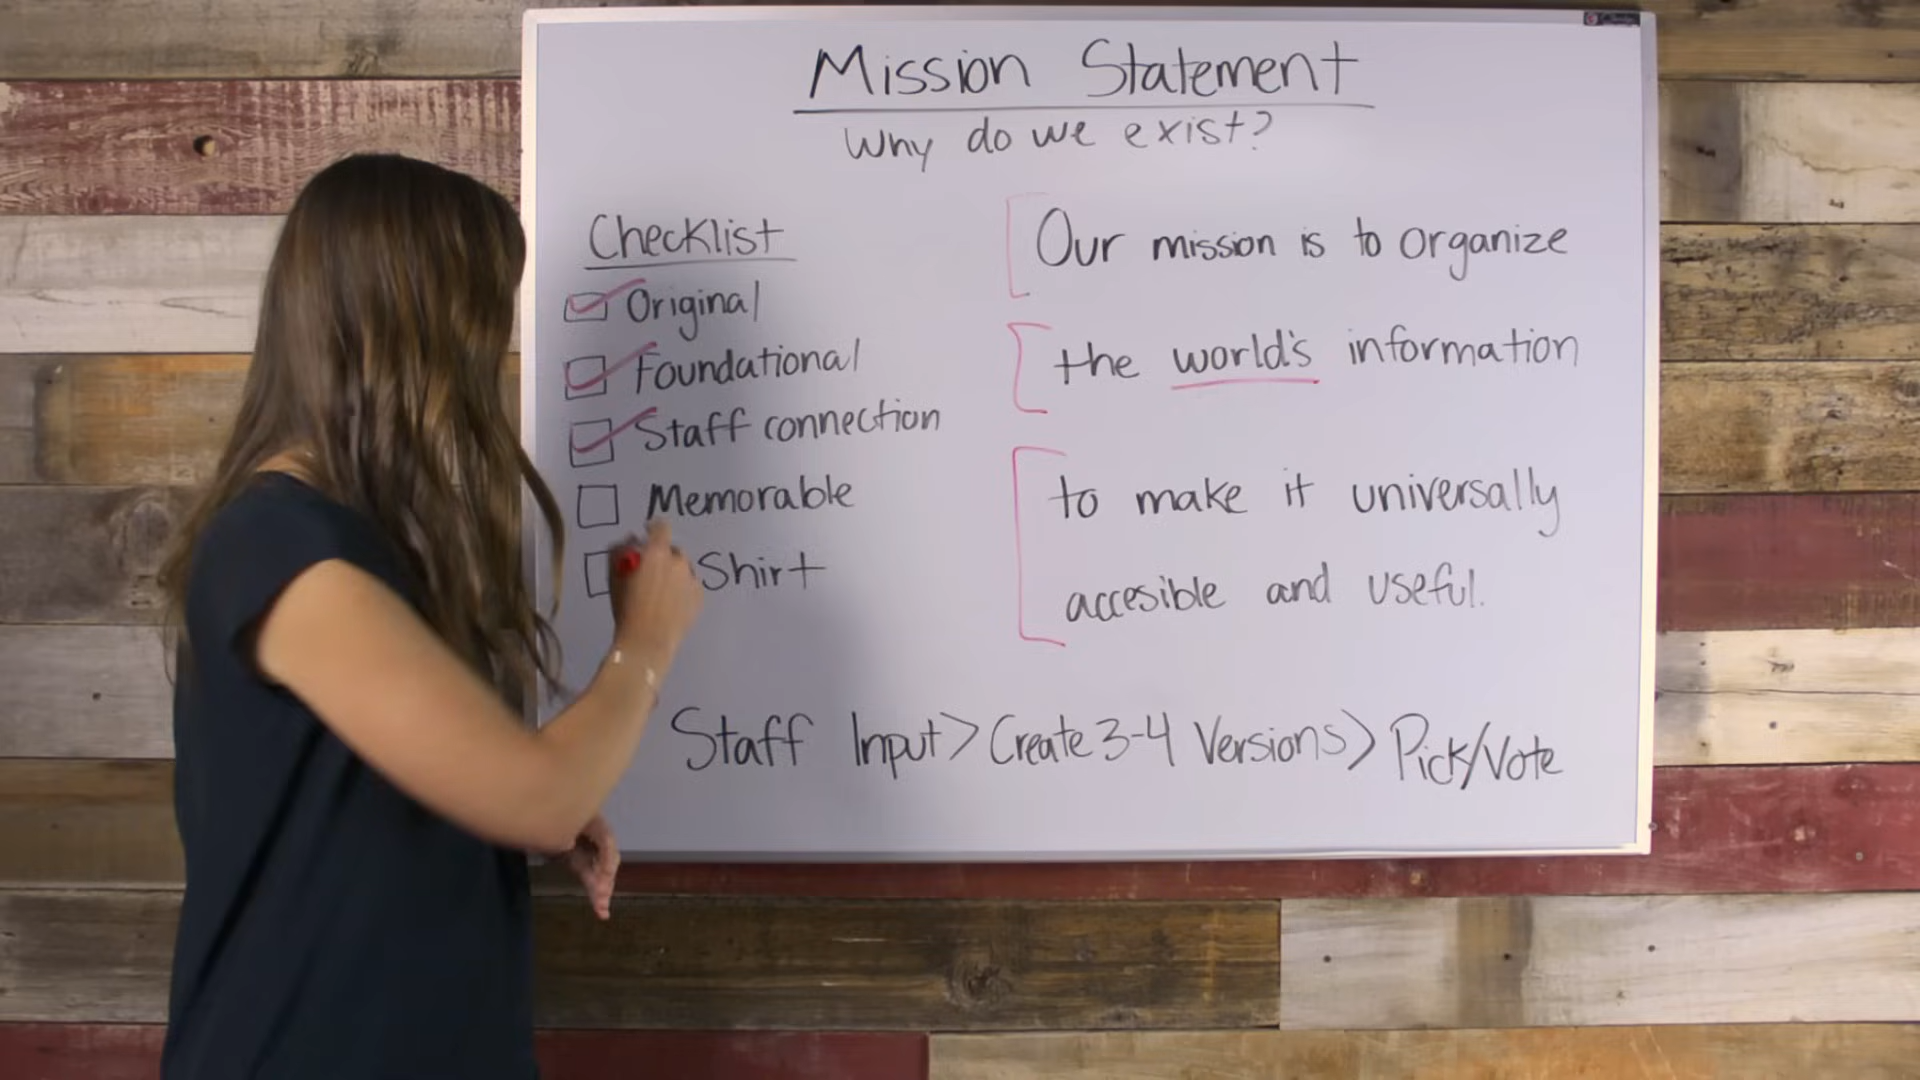 Mission Statement
Why do we exist?
Checklist
Original
Foundational
Staff connection
Memorable
Shirt
Our mission is to organize
the world's information
to make it universally
accesible and useful.
Staff Input > Create 3-4 Versions > Pick/Vote